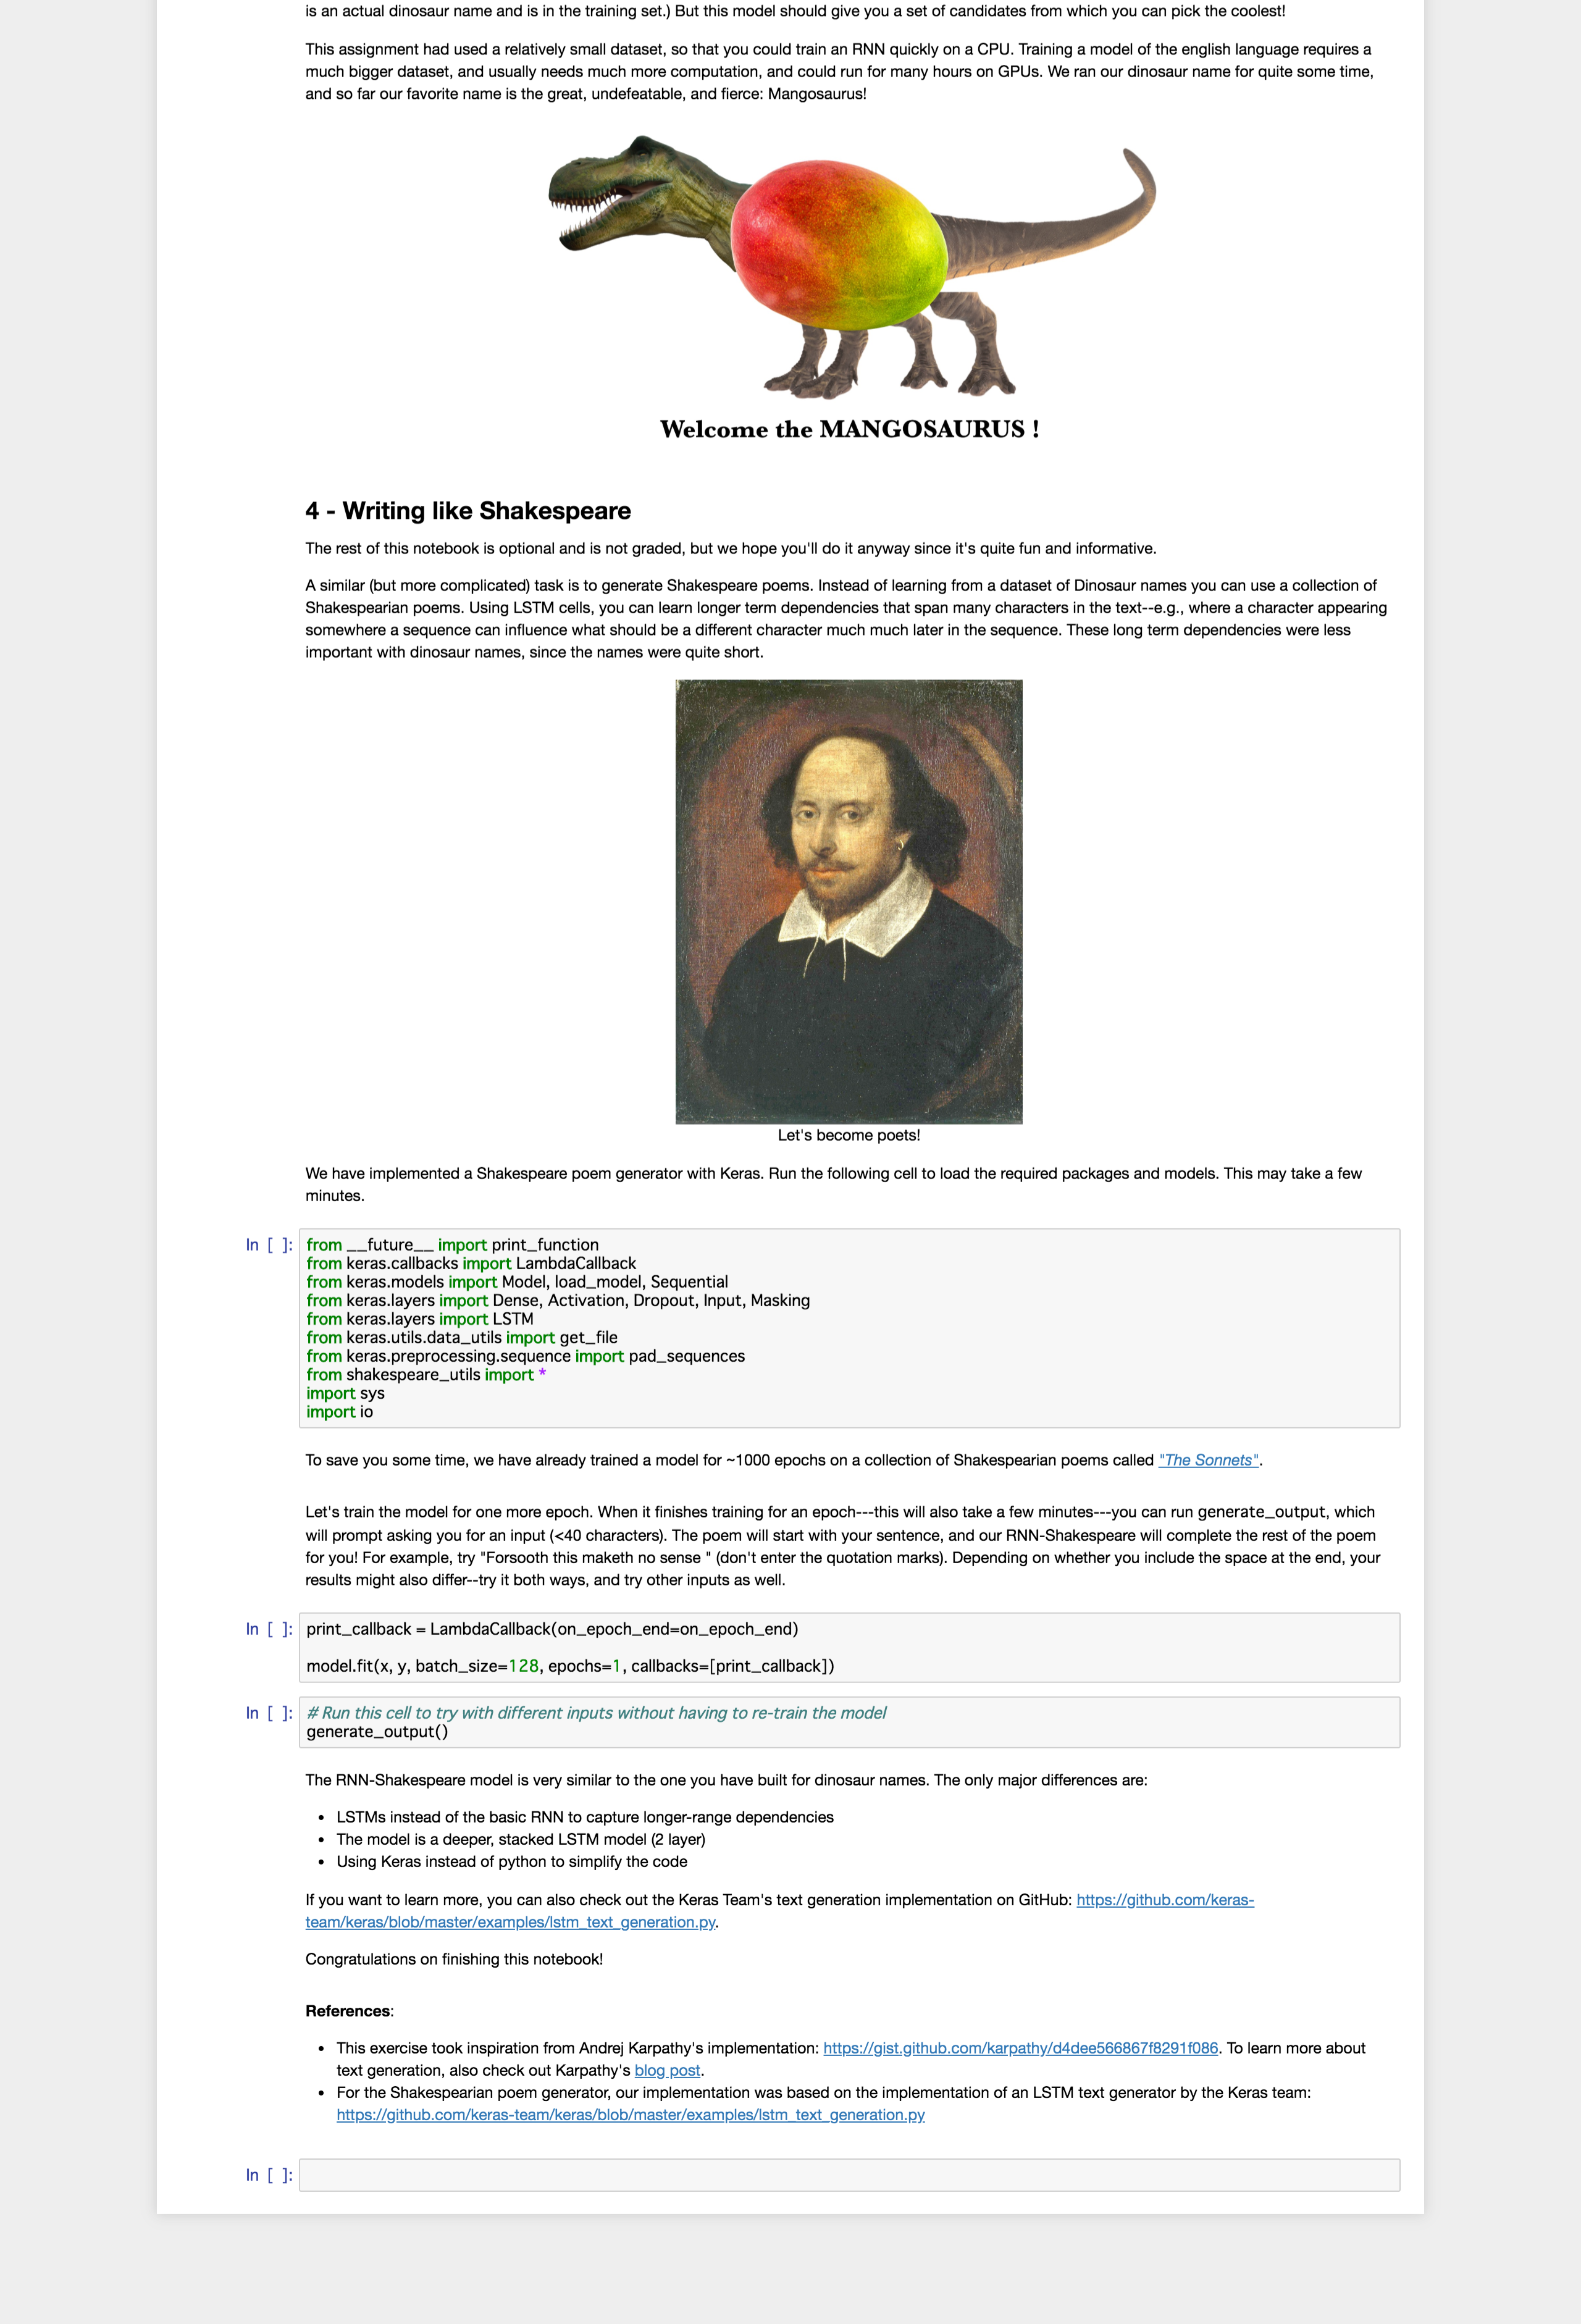 is an actual dinosaur name and is in the training set.) But this model should give you a set of candidates from which you can pick the coolest!
This assignment had used a relatively small dataset, so that you could train an RNN quickly on a CPU. Training a model of the english language requires a
much bigger dataset, and usually needs much more computation, and could run for many hours on GPUs. We ran our dinosaur name for quite some time,
and so far our favorite name is the great, undefeatable, and fierce: Mangosaurus!
Welcome the MANGOSAURUS !
4 - Writing like Shakespeare
The rest of this notebook is optional and is not graded, but we hope you'll do it anyway since it's quite fun and informative.
A similar (but more complicated) task is to generate Shakespeare poems. Instead of learning from a dataset of Dinosaur names you can use a collection of
Shakespearian poems. Using LSTM cells, you can learn longer term dependencies that span many characters in the text--e.g., where a character appearing
somewhere a sequence can influence what should be a different character much much later in the sequence. These long term dependencies were less
important with dinosaur names, since the names were quite short.
Let's become poets!
We have implemented a Shakespeare poem generator with Keras. Run the following cell to load the required packages and models. This may take a few
minutes.
In [ ]: from __future__ import print_function
from keras.callbacks import LambdaCallback
from keras.models import Model, load_model, Sequential
from keras.layers import Dense, Activation, Dropout, Input, Masking
from keras.layers import LSTM
from keras.utils.data_utils import get_file
from keras.preprocessing.sequence import pad_sequences
from shakespeare_utils import *
import sys
import io
To save you some time, we have already trained a model for ~1000 epochs on a collection of Shakespearian poems called "The Sonnets".
Let's train the model for one more epoch. When it finishes training for an epoch---this will also take a few minutes---you can run generate_output, which
will prompt asking you for an input (<40 characters). The poem will start with your sentence, and our RNN-Shakespeare will complete the rest of the poem
for you! For example, try "Forsooth this maketh no sense " (don't enter the quotation marks). Depending on whether you include the space at the end, your
results might also differ--try it both ways, and try other inputs as well.
In [ ]: print_callback = LambdaCallback(on_epoch_end=on_epoch_end)
model.fit(x, y, batch_size=128, epochs=1, callbacks=[print_callback])
In [ ]: # Run this cell to try with different inputs without having to re-train the model
generate_output()
The RNN-Shakespeare model is very similar to the one you have built for dinosaur names. The only major differences are:
• LSTMs instead of the basic RNN to capture longer-range dependencies
• The model is a deeper, stacked LSTM model (2 layer)
• Using Keras instead of python to simplify the code
If you want to learn more, you can also check out the Keras Team's text generation implementation on GitHub: https://github.com/keras-
team/keras/blob/master/examples/lstm_text_generation.py.
Congratulations on finishing this notebook!
References:
• This exercise took inspiration from Andrej Karpathy's implementation: https://gist.github.com/karpathy/d4dee566867f8291f086. To learn more about
text generation, also check out Karpathy's blog post.
• For the Shakespearian poem generator, our implementation was based on the implementation of an LSTM text generator by the Keras team:
https://github.com/keras-team/keras/blob/master/examples/lstm_text_generation.py
In [ ]: